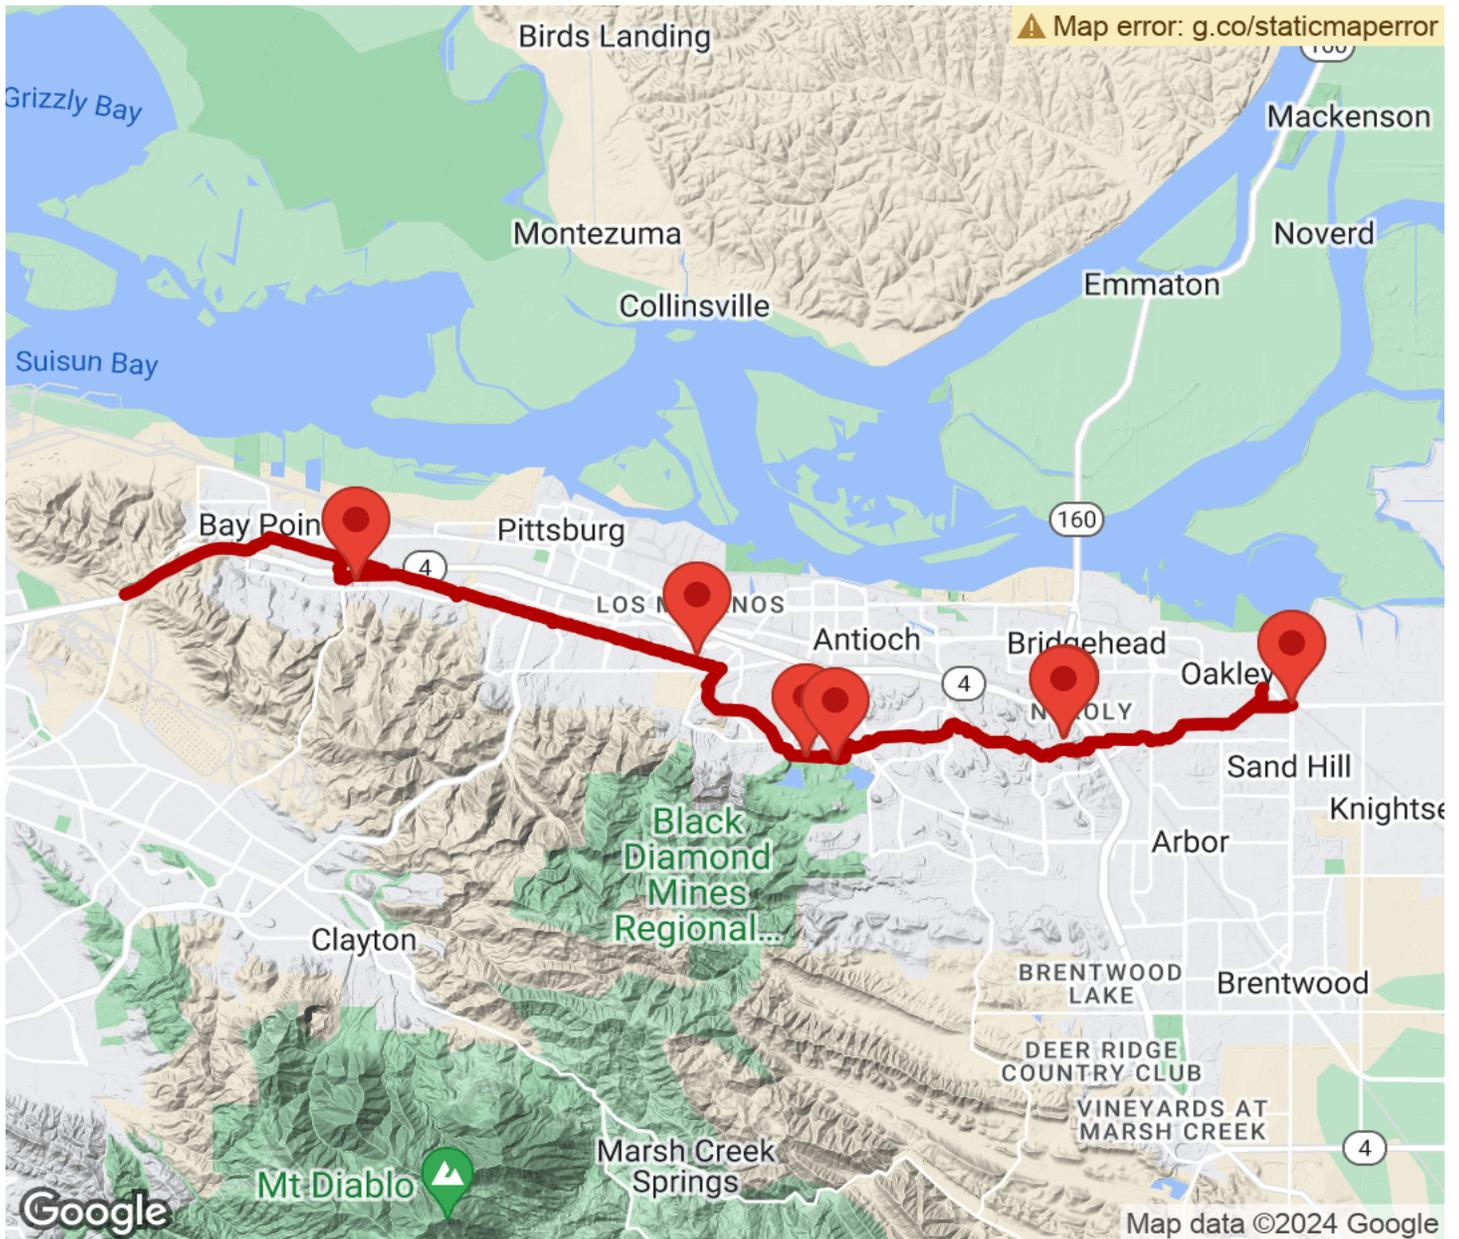 Map error: g.co/staticmaperror
Birds Landing
Grizzly Bay
Mackenson
Montezuma
Noverd
Emmaton
Collinsville
Suisun Bay
160
Bay Poin
Pittsburg
4
LOS M
NOS
Antioch
Bridgehead
Oakley
4
N
OLY
Sand Hill
Knightse
Black
Diamond
Mines
Regional...
Arbor
Clayton
BRENTWOOD
LAKE
Brentwood
DEER RIDGE
COUNTRY CLUB
VINEYARDS AT
MARSH CREEK
4
Marsh Creek
Springs
Mt Diablo
Google
Map data ©2024 Google